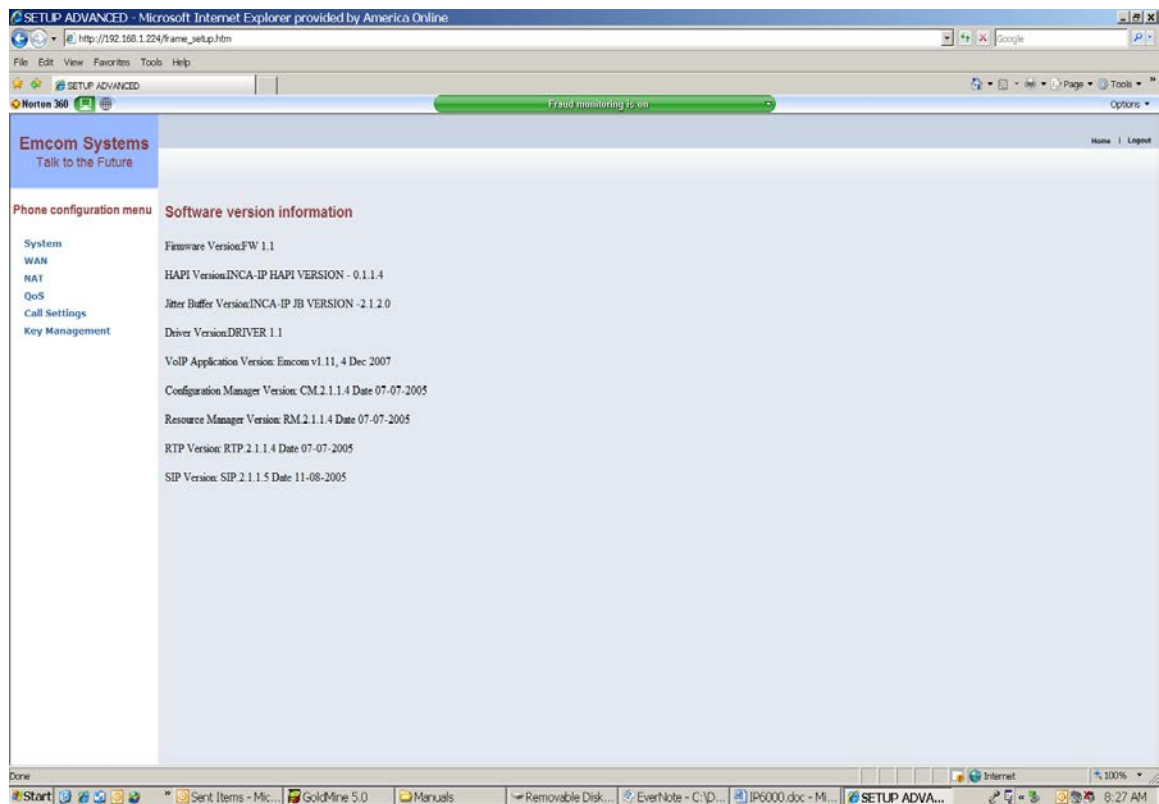 SETUP ADVANCED - Microsoft Internet Explorer provided by America Online
http://192.168.1.224/frame_setup.htm
Google
File Edit View Favorites Tools Help
SETUP ADVANCED
Page Tools
Norton 360
Fraud monitoring is on
Options
Emcom Systems
Talk to the Future
Home | Logout
Phone configuration menu
System
WAN
NAT
QoS
Call Settings
Key Management
Software version information
Firmware Version:FW 1.1
HAPI Version:INCA-IP HAPI VERSION - 0.1.1.4
Jitter Buffer Version:INCA-IP JB VERSION -2.1.2.0
Driver Version:DRIVER 1.1
VoIP Application Version: Emcom v1.11, 4 Dec 2007
Configuration Manager Version: CM.2.1.1.4 Date 07-07-2005
Resource Manager Version: RM.2.1.1.4 Date 07-07-2005
RTP Version: RTP.2.1.1.4 Date 07-07-2005
SIP Version: SIP.2.1.1.5 Date 11-08-2005
Done
Internet
100%
Start
Sent Items - Mic...
GoldMine 5.0
Manuals
Removable Disk...
EverNote - C:\D...
IP6000.doc - Mi...
SETUP ADVA...
8:27 AM